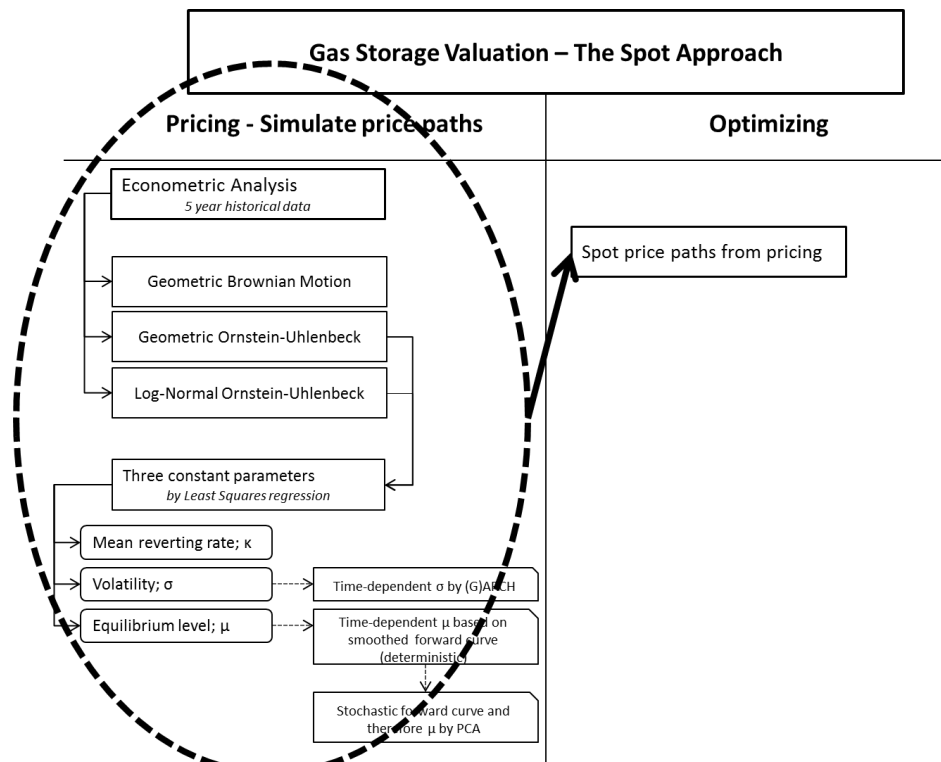 Gas Storage Valuation – The Spot Approach
Pricing - Simulate price paths
Optimizing
Econometric Analysis
5 year historical data
Spot price paths from pricing
Geometric Brownian Motion
Geometric Ornstein-Uhlenbeck
Log-Normal Ornstein-Uhlenbeck
Three constant parameters
by Least Squares regression
Mean reverting rate; κ
Volatility; σ
Time-dependent σ by (G)ARCH
Equilibrium level; μ
Time-dependent μ based on
smoothed forward curve
(deterministic)
Stochastic forward curve and
therefore μ by PCA